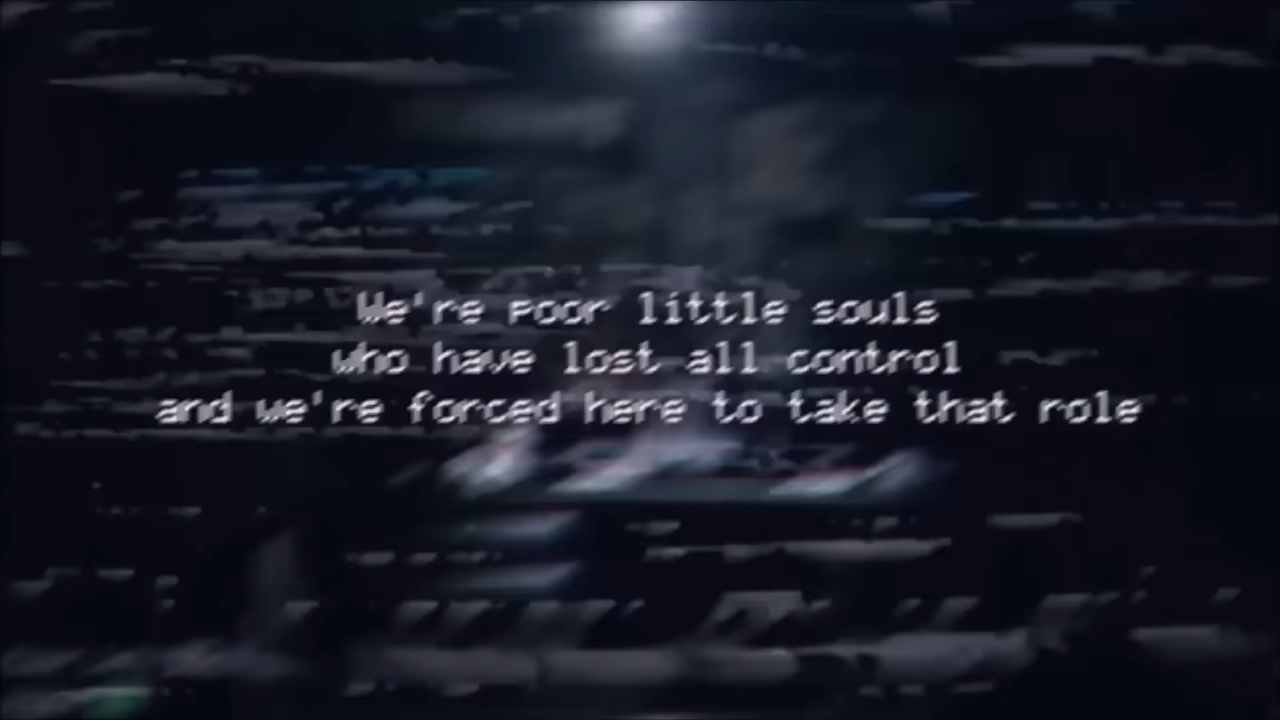 We're poor little souls
who have lost all control
and we're forced here to take that role